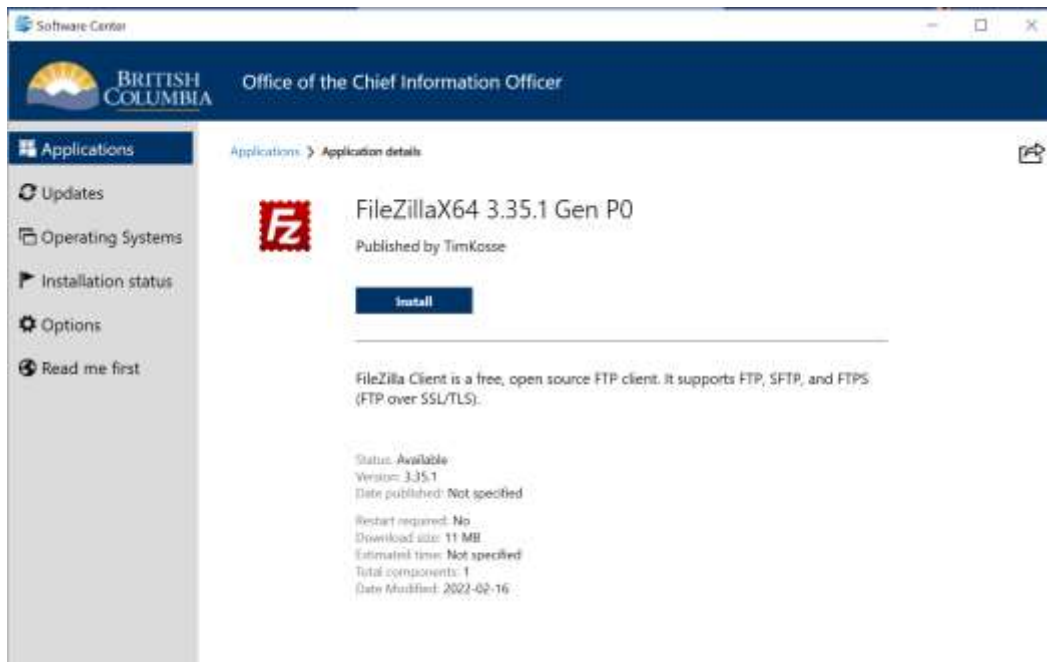 Software Center
BRITISH
COLUMBIA
Office of the Chief Information Officer
Applications
Updates
Operating Systems
Installation status
Options
Read me first
Applications > Application details
Fz
FileZillaX64 3.35.1 Gen P0
Published by TimKosse
Install
FileZilla Client is a free, open source FTP client. It supports FTP, SFTP, and FTPS
(FTP over SSL/TLS).
Status: Available
Version: 3.35.1
Date published: Not specified
Restart required: No
Download size: 11 MB
Estimated time: Not specified
Total components: 1
Date Modified: 2022-02-16